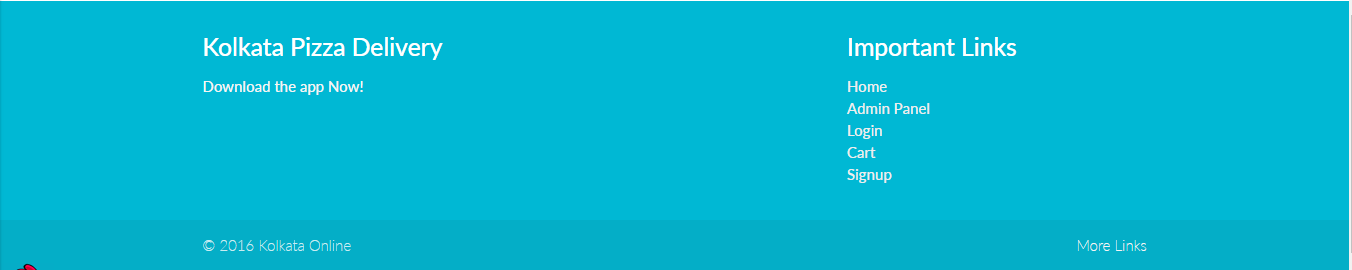 Kolkata Pizza Delivery
Download the app Now!
Important Links
Home
Admin Panel
Login
Cart
Signup
© 2016 Kolkata Online
More Links